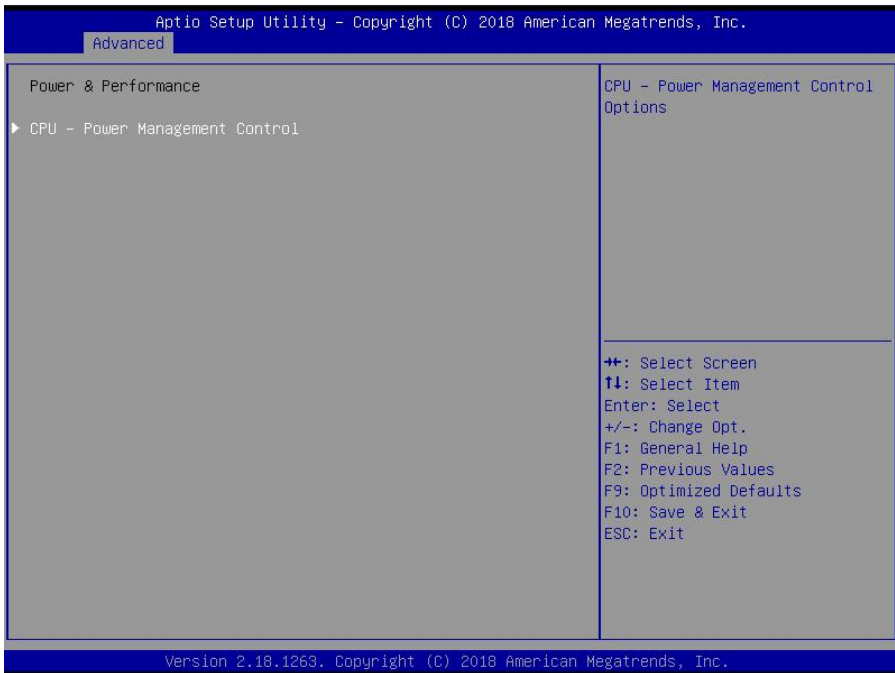 Aptio Setup Utility – Copyright (C) 2018 American Megatrends, Inc.
Advanced
Power & Performance
► CPU – Power Management Control
CPU – Power Management Control
Options
→←: Select Screen
↑↓: Select Item
Enter: Select
+/-: Change Opt.
F1: General Help
F2: Previous Values
F9: Optimized Defaults
F10: Save & Exit
ESC: Exit
Version 2.18.1263. Copyright (C) 2018 American Megatrends, Inc.